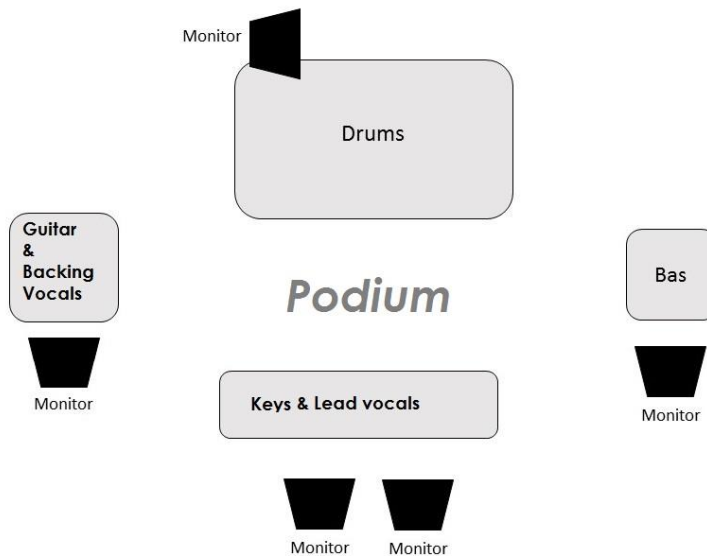 Monitor
Drums
Guitar
&
Backing
Vocals
Bas
Podium
Monitor
Keys & Lead vocals
Monitor
Monitor
Monitor